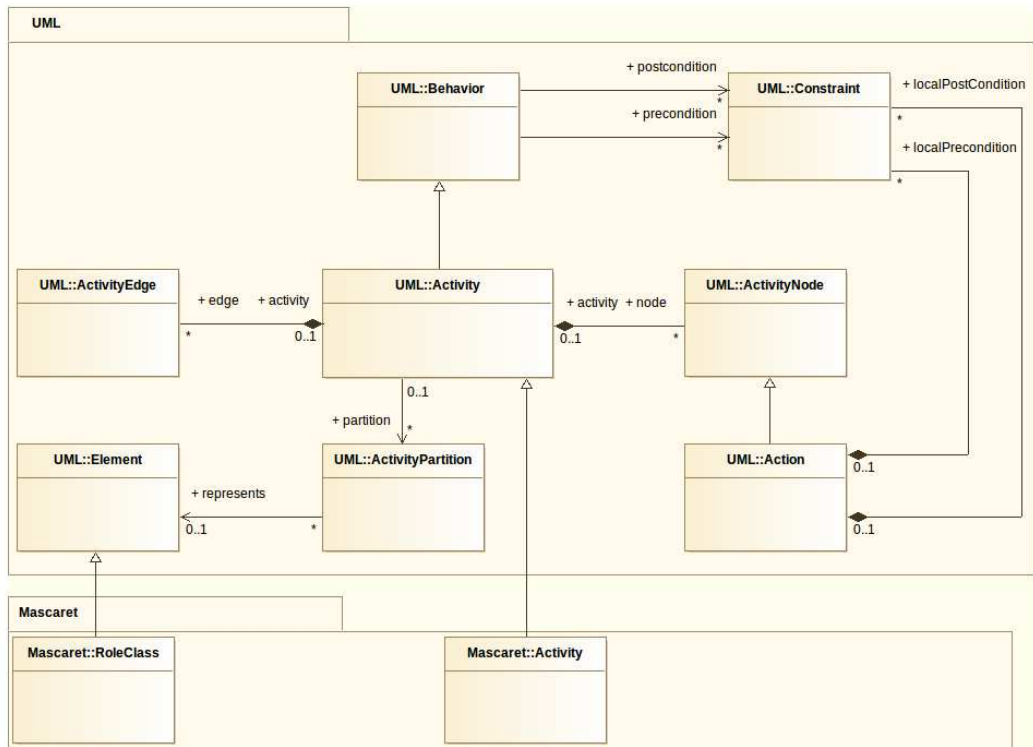 UML
UML::Behavior
+ postcondition
*
+ precondition
*
UML::Constraint
+ localPostCondition
*
+ localPrecondition
*
UML::ActivityEdge
+ edge + activity
* 0..1
UML::Activity
+ activity + node
0..1 *
UML::ActivityNode
0..1
+ partition
*
UML::Element
+ represents
0..1 *
UML::ActivityPartition
UML::Action
0..1
0..1
Mascaret
Mascaret::RoleClass
Mascaret::Activity